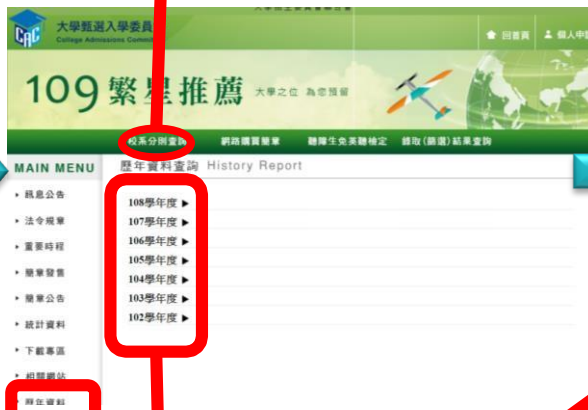 大學甄選入學委員
College Admissions Committ
回首頁
個人申請
109 繁星推薦 大學之位 為您預留
校系分則查詢 網路購買簡章 聽障生免英聽檢定 錄取(篩選)結果查詢
MAIN MENU
歷年資料查詢 History Report
訊息公告
法令規章
重要時程
簡章發售
簡章公告
統計資料
下載專區
相關網站
歷年資料
108學年度 ▶
107學年度 ▶
106學年度 ▶
105學年度 ▶
104學年度 ▶
103學年度 ▶
102學年度 ▶